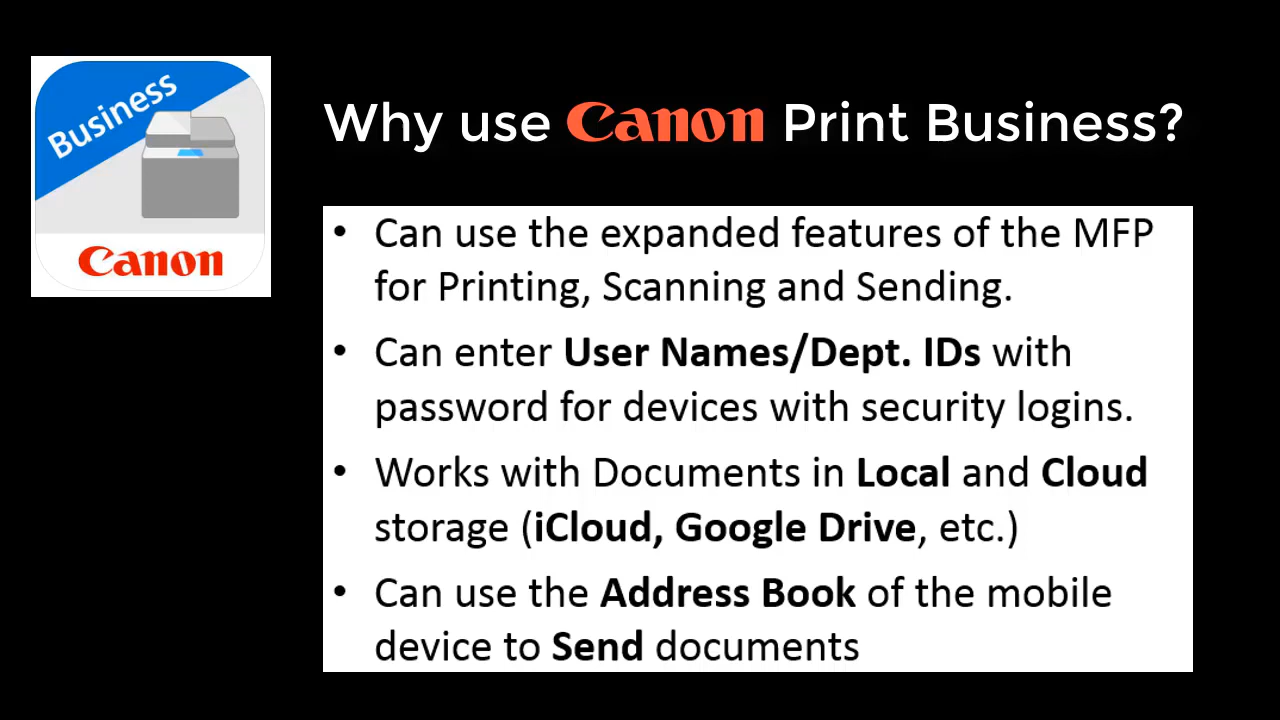 Business
Canon
Why use Canon Print Business?
• Can use the expanded features of the MFP
for Printing, Scanning and Sending.
• Can enter User Names/Dept. IDs with
password for devices with security logins.
• Works with Documents in Local and Cloud
storage (iCloud, Google Drive, etc.)
• Can use the Address Book of the mobile
device to Send documents